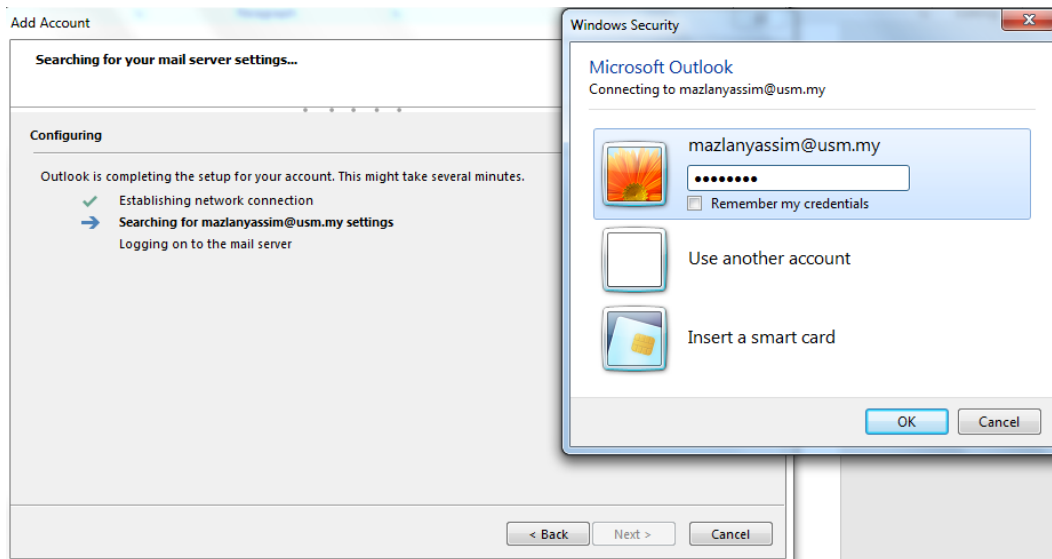 Add Account
Searching for your mail server settings...
Configuring
Outlook is completing the setup for your account. This might take several minutes.
Establishing network connection
Searching for mazlanyassim@usm.my settings
Logging on to the mail server
< Back
Next >
Cancel
Windows Security
Microsoft Outlook
Connecting to mazlanyassim@usm.my
mazlanyassim@usm.my
••••••••
Remember my credentials
Use another account
Insert a smart card
OK
Cancel